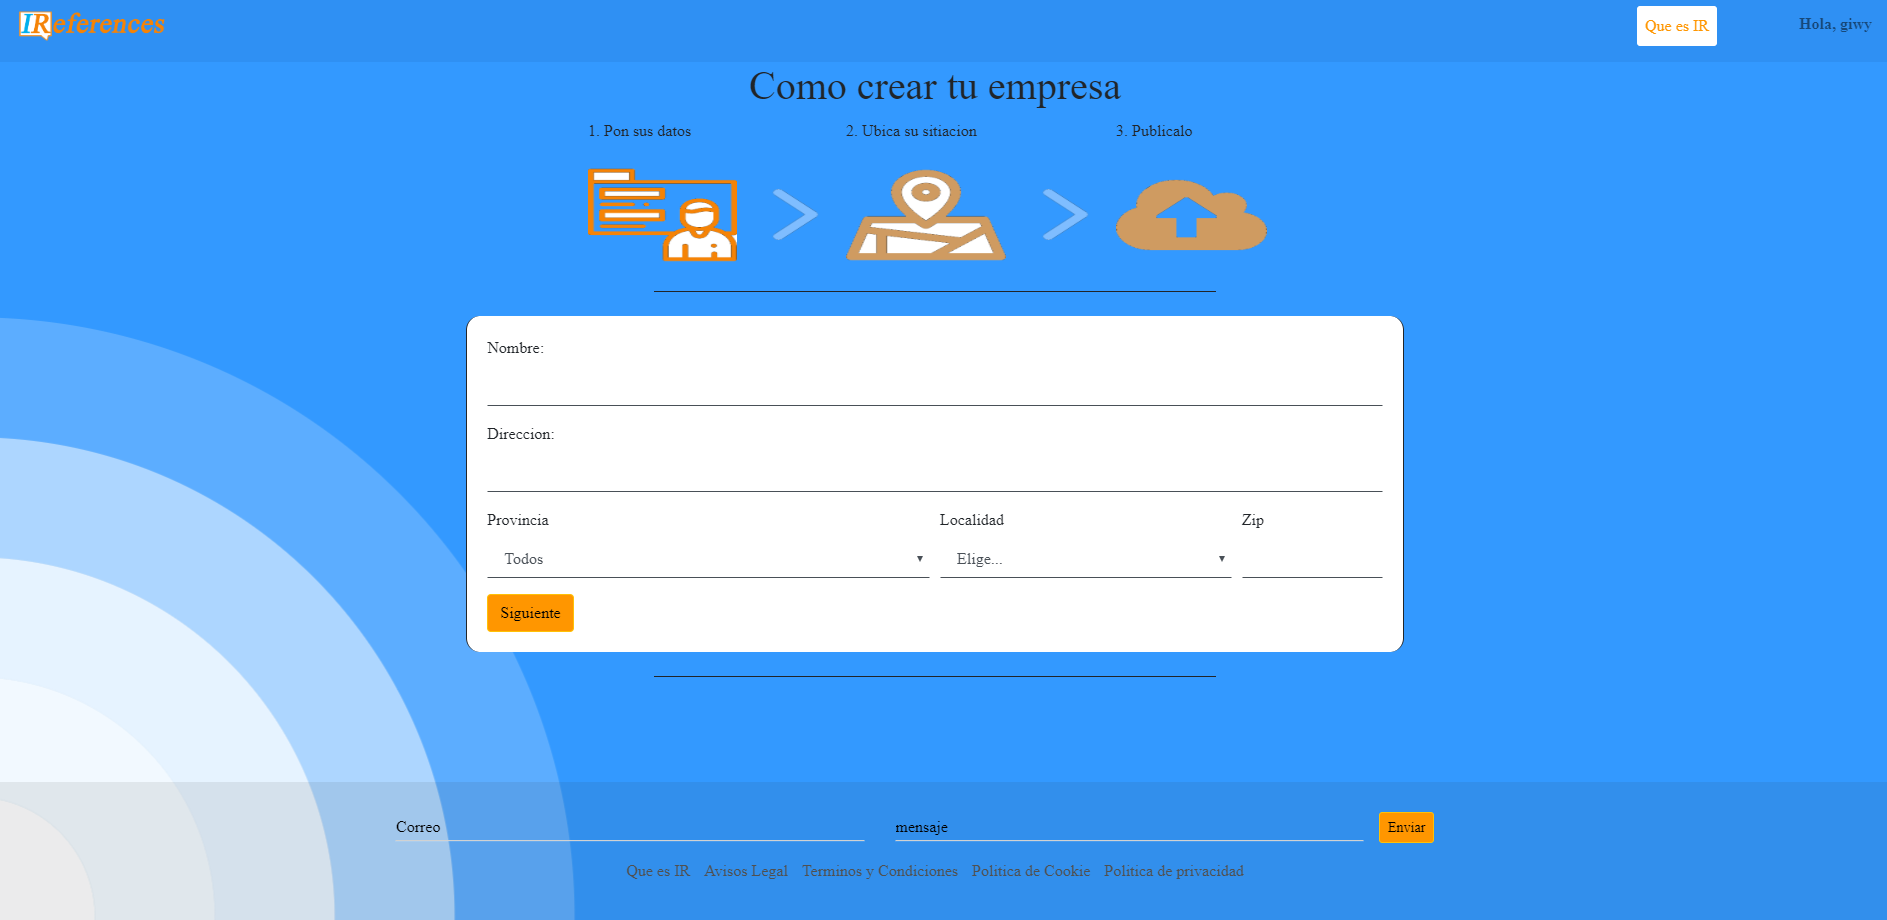 IReferences
Que es IR
Hola, giwy
Como crear tu empresa
1. Pon sus datos
2. Ubica su sitiacion
3. Publicalo
Nombre:
Direccion:
Provincia
Localidad
Zip
Todos
Elige...
Siguiente
Correo
mensaje
Enviar
Que es IR Avisos Legal Terminos y Condiciones Politica de Cookie Politica de privacidad